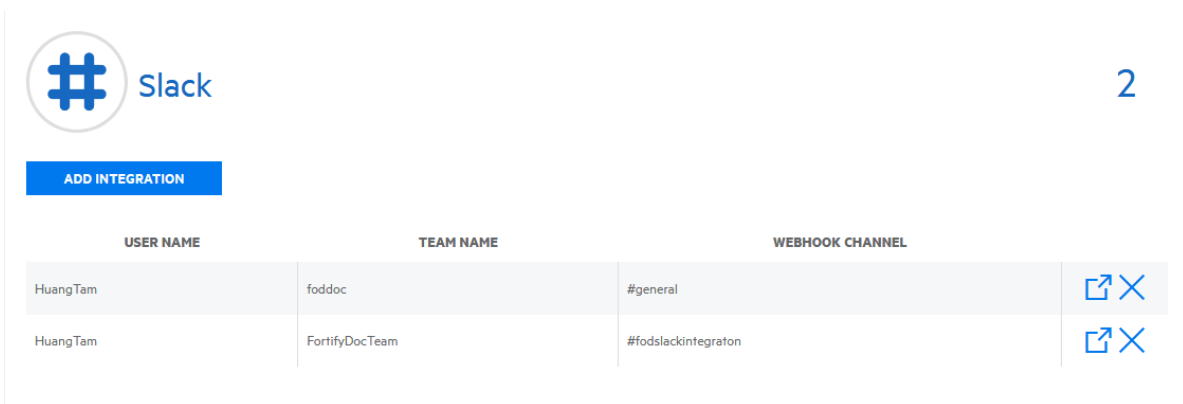 Slack
2
ADD INTEGRATION
USER NAME TEAM NAME WEBHOOK CHANNEL
HuangTam foddoc #general
HuangTam FortifyDocTeam #fodslackintegraton